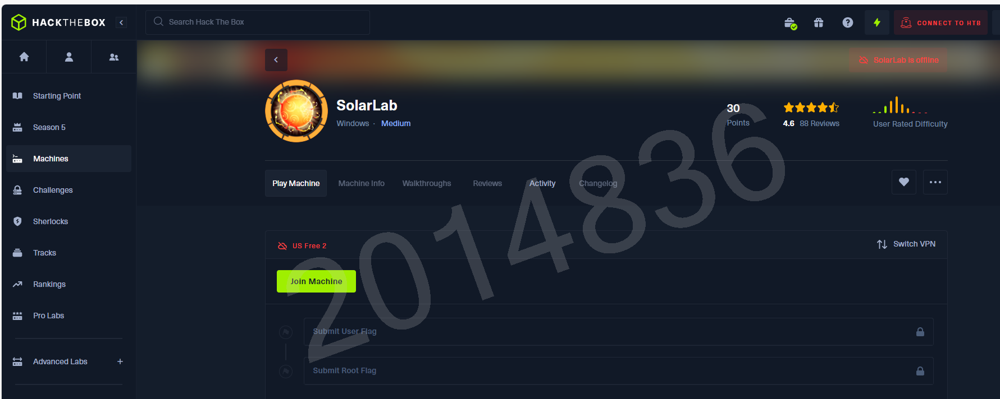 HACKTHEBOX
Search Hack The Box
CONNECT TO HTB
SolarLab is offline
Starting Point
Season 5
Machines
Challenges
Sherlocks
Tracks
Rankings
Pro Labs
Advanced Labs +
SolarLab
Windows · Medium
30
Points
4.6 88 Reviews
User Rated Difficulty
Play Machine Machine Info Walkthroughs Reviews Activity Changelog
US Free 2
Switch VPN
Join Machine
Submit User Flag
Submit Root Flag
2014836